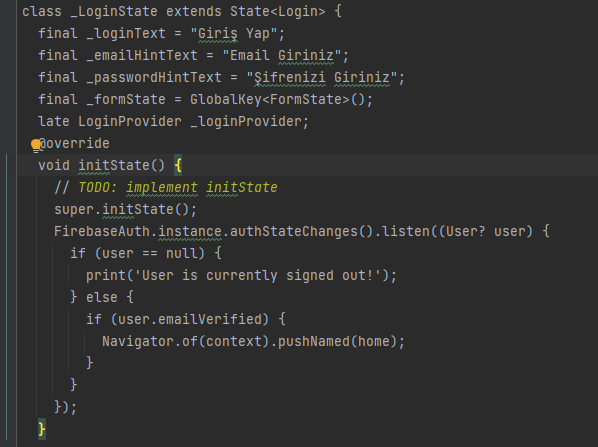 class _LoginState extends State<Login> {
  final _loginText = "Giriş Yap";
  final _emailHintText = "Email Giriniz";
  final _passwordHintText = "Şifrenizi Giriniz";
  final _formState = GlobalKey<FormState>();
  late LoginProvider _loginProvider;
  @override
  void initState() {
    // TODO: implement initState
    super.initState();
    FirebaseAuth.instance.authStateChanges().listen((User? user) {
      if (user == null) {
        print('User is currently signed out!');
      } else {
        if (user.emailVerified) {
          Navigator.of(context).pushNamed(home);
        }
      }
    });
  }